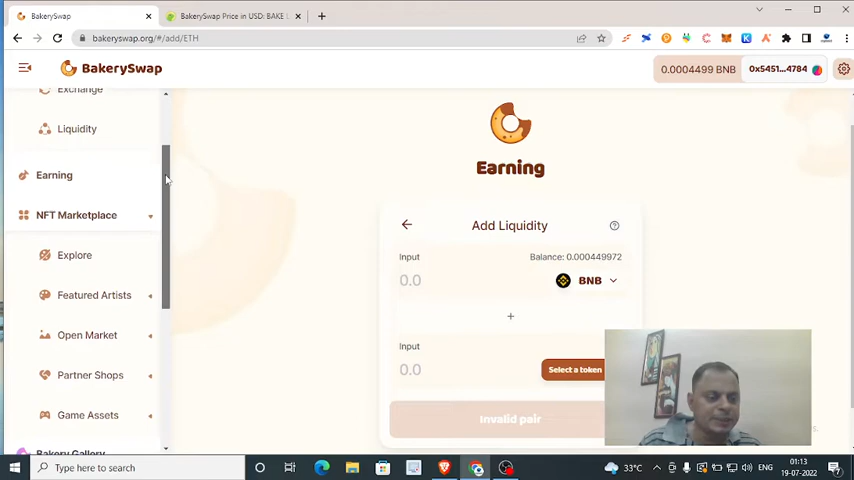 BakerySwap
BakerySwap Price in USD: BAKE L
bakeryswap.org/#/add/ETH
BakerySwap
0.0004499 BNB
0x5451...4784
Exchange
Liquidity
Earning
NFT Marketplace
Explore
Featured Artists
Open Market
Partner Shops
Game Assets
Bakery Gallery
Earning
Add Liquidity
Input
Balance: 0.000449972
0.0
BNB
+
Input
0.0
Select a token
Invalid pair
Type here to search
33°C
ENG
01:13
19-07-2022